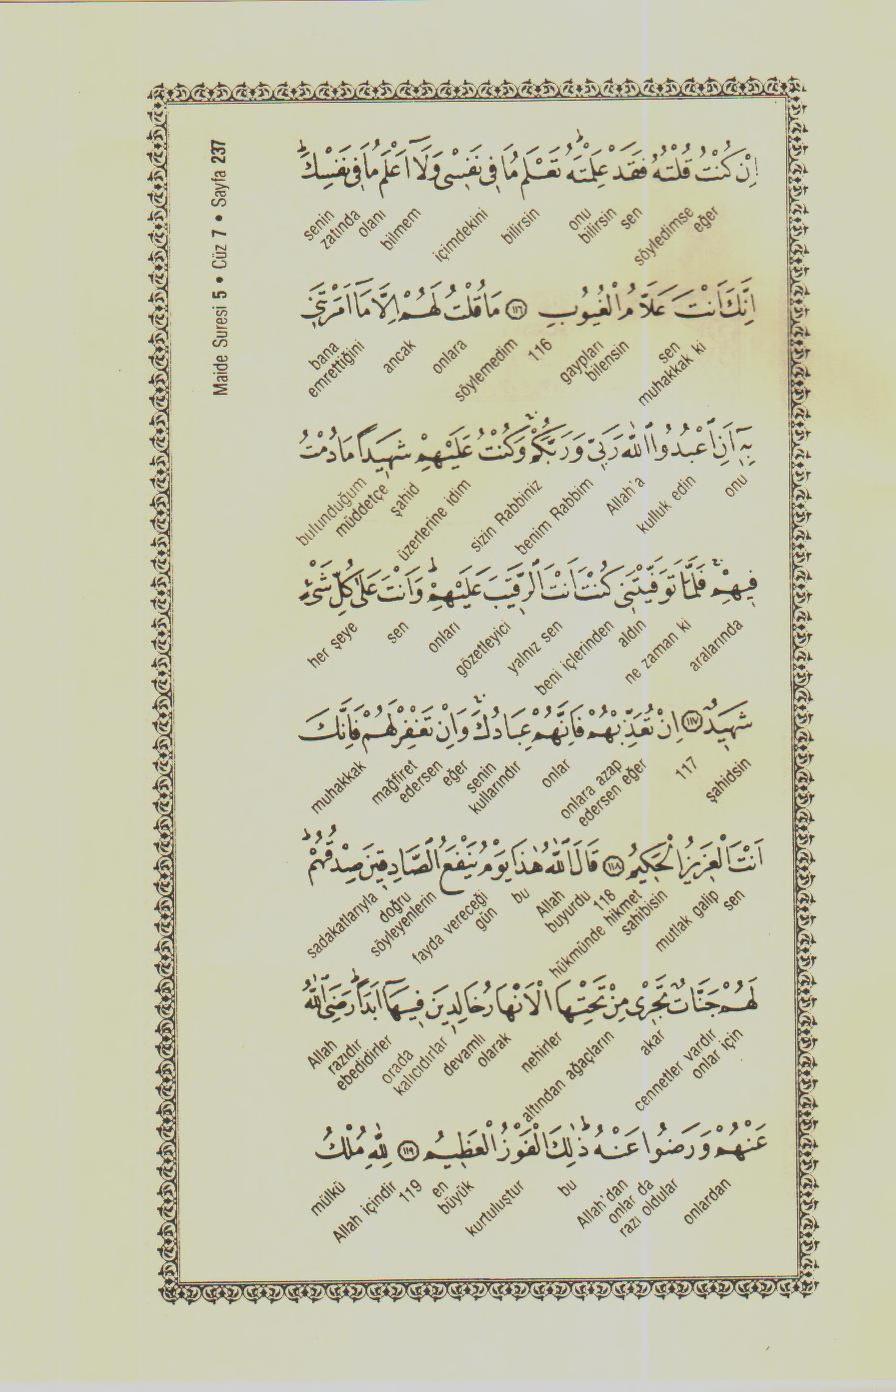 Maide Suresi 5 • Cüz 7 • Sayfa 237
اِنْ كُنْتُ قُلْتُهُ فَقَدْ عَلِمْتَهُۜ تَعْلَمُ مَا ف۪ي نَفْس۪ي وَلَٓا اَعْلَمُ مَا ف۪ي نَفْسِكَۜ
eğer söyledimse sen bilirsin onu bilirsin içimdekini bilmem olanı zatında senin
اِنَّكَ اَنْتَ عَلَّامُ الْغُيُوبِ ﴿١١٦﴾ مَا قُلْتُ لَهُمْ اِلَّا مَٓا اَمَرْتَن۪ي
muhakkak ki sen bilensin gaypları 116 söylemedim onlara ancak emrettiğini bana
بِه۪ٓ اَنِ اعْبُدُوا اللّٰهَ رَبّ۪ي وَرَبَّكُمْۚ وَكُنْتُ عَلَيْهِمْ شَه۪يداً مَا دُمْتُ
onu kulluk edin Allah'a benim Rabbim sizin Rabbiniz üzerlerine idim şahid müddetçe bulunduğum
ف۪يهِمْۚ فَلَمَّا تَوَفَّيْتَن۪ي كُنْتَ اَنْتَ الرَّق۪يبَ عَلَيْهِمْۜ وَاَنْتَ عَلٰى كُلِّ شَيْءٍ
aralarında ne zaman ki aldın beni içlerinden yalnız sen gözetleyici onları sen her şeye
شَه۪يدٌ ﴿١١٧﴾ اِنْ تُعَذِّبْهُمْ فَاِنَّهُمْ عِبَادُكَۚ وَاِنْ تَغْفِرْ لَهُمْ فَاِنَّكَ
şahidsin 117 edersen eğer onlara azap onlar kullarındır senin eğer edersen mağfiret muhakkak
اَنْتَ الْعَز۪يزُ الْحَك۪يمُ ﴿١١٨﴾ قَالَ اللّٰهُ هٰذَا يَوْمُ يَنْفَعُ الصَّادِق۪ينَ صِدْقُهُمْۜ
sen mutlak galip sahibisin hükmünde hikmet 118 buyurdu Allah bu gün fayda vereceği söyleyenlerin doğru sadakatlarıyla
لَهُمْ جَنَّاتٌ تَجْر۪ي مِنْ تَحْتِهَا الْاَنْهَارُ خَالِد۪ينَ ف۪يهَٓا اَبَداًۜ رَضِيَ اللّٰهُ
onlar için cennetler vardır akar altından ağaçların nehirler olarak devamlı kalıcıdırlar orada ebedidirler razıdır Allah
عَنْهُمْ وَرَضُوا عَنْهُۜ ذٰلِكَ الْفَوْزُ الْعَظ۪يمُ ﴿١١٩﴾ لِلّٰهِ مُلْكُ
onlardan razı oldular onlar da Allah'dan bu kurtuluştur büyük en 119 Allah içindir mülkü